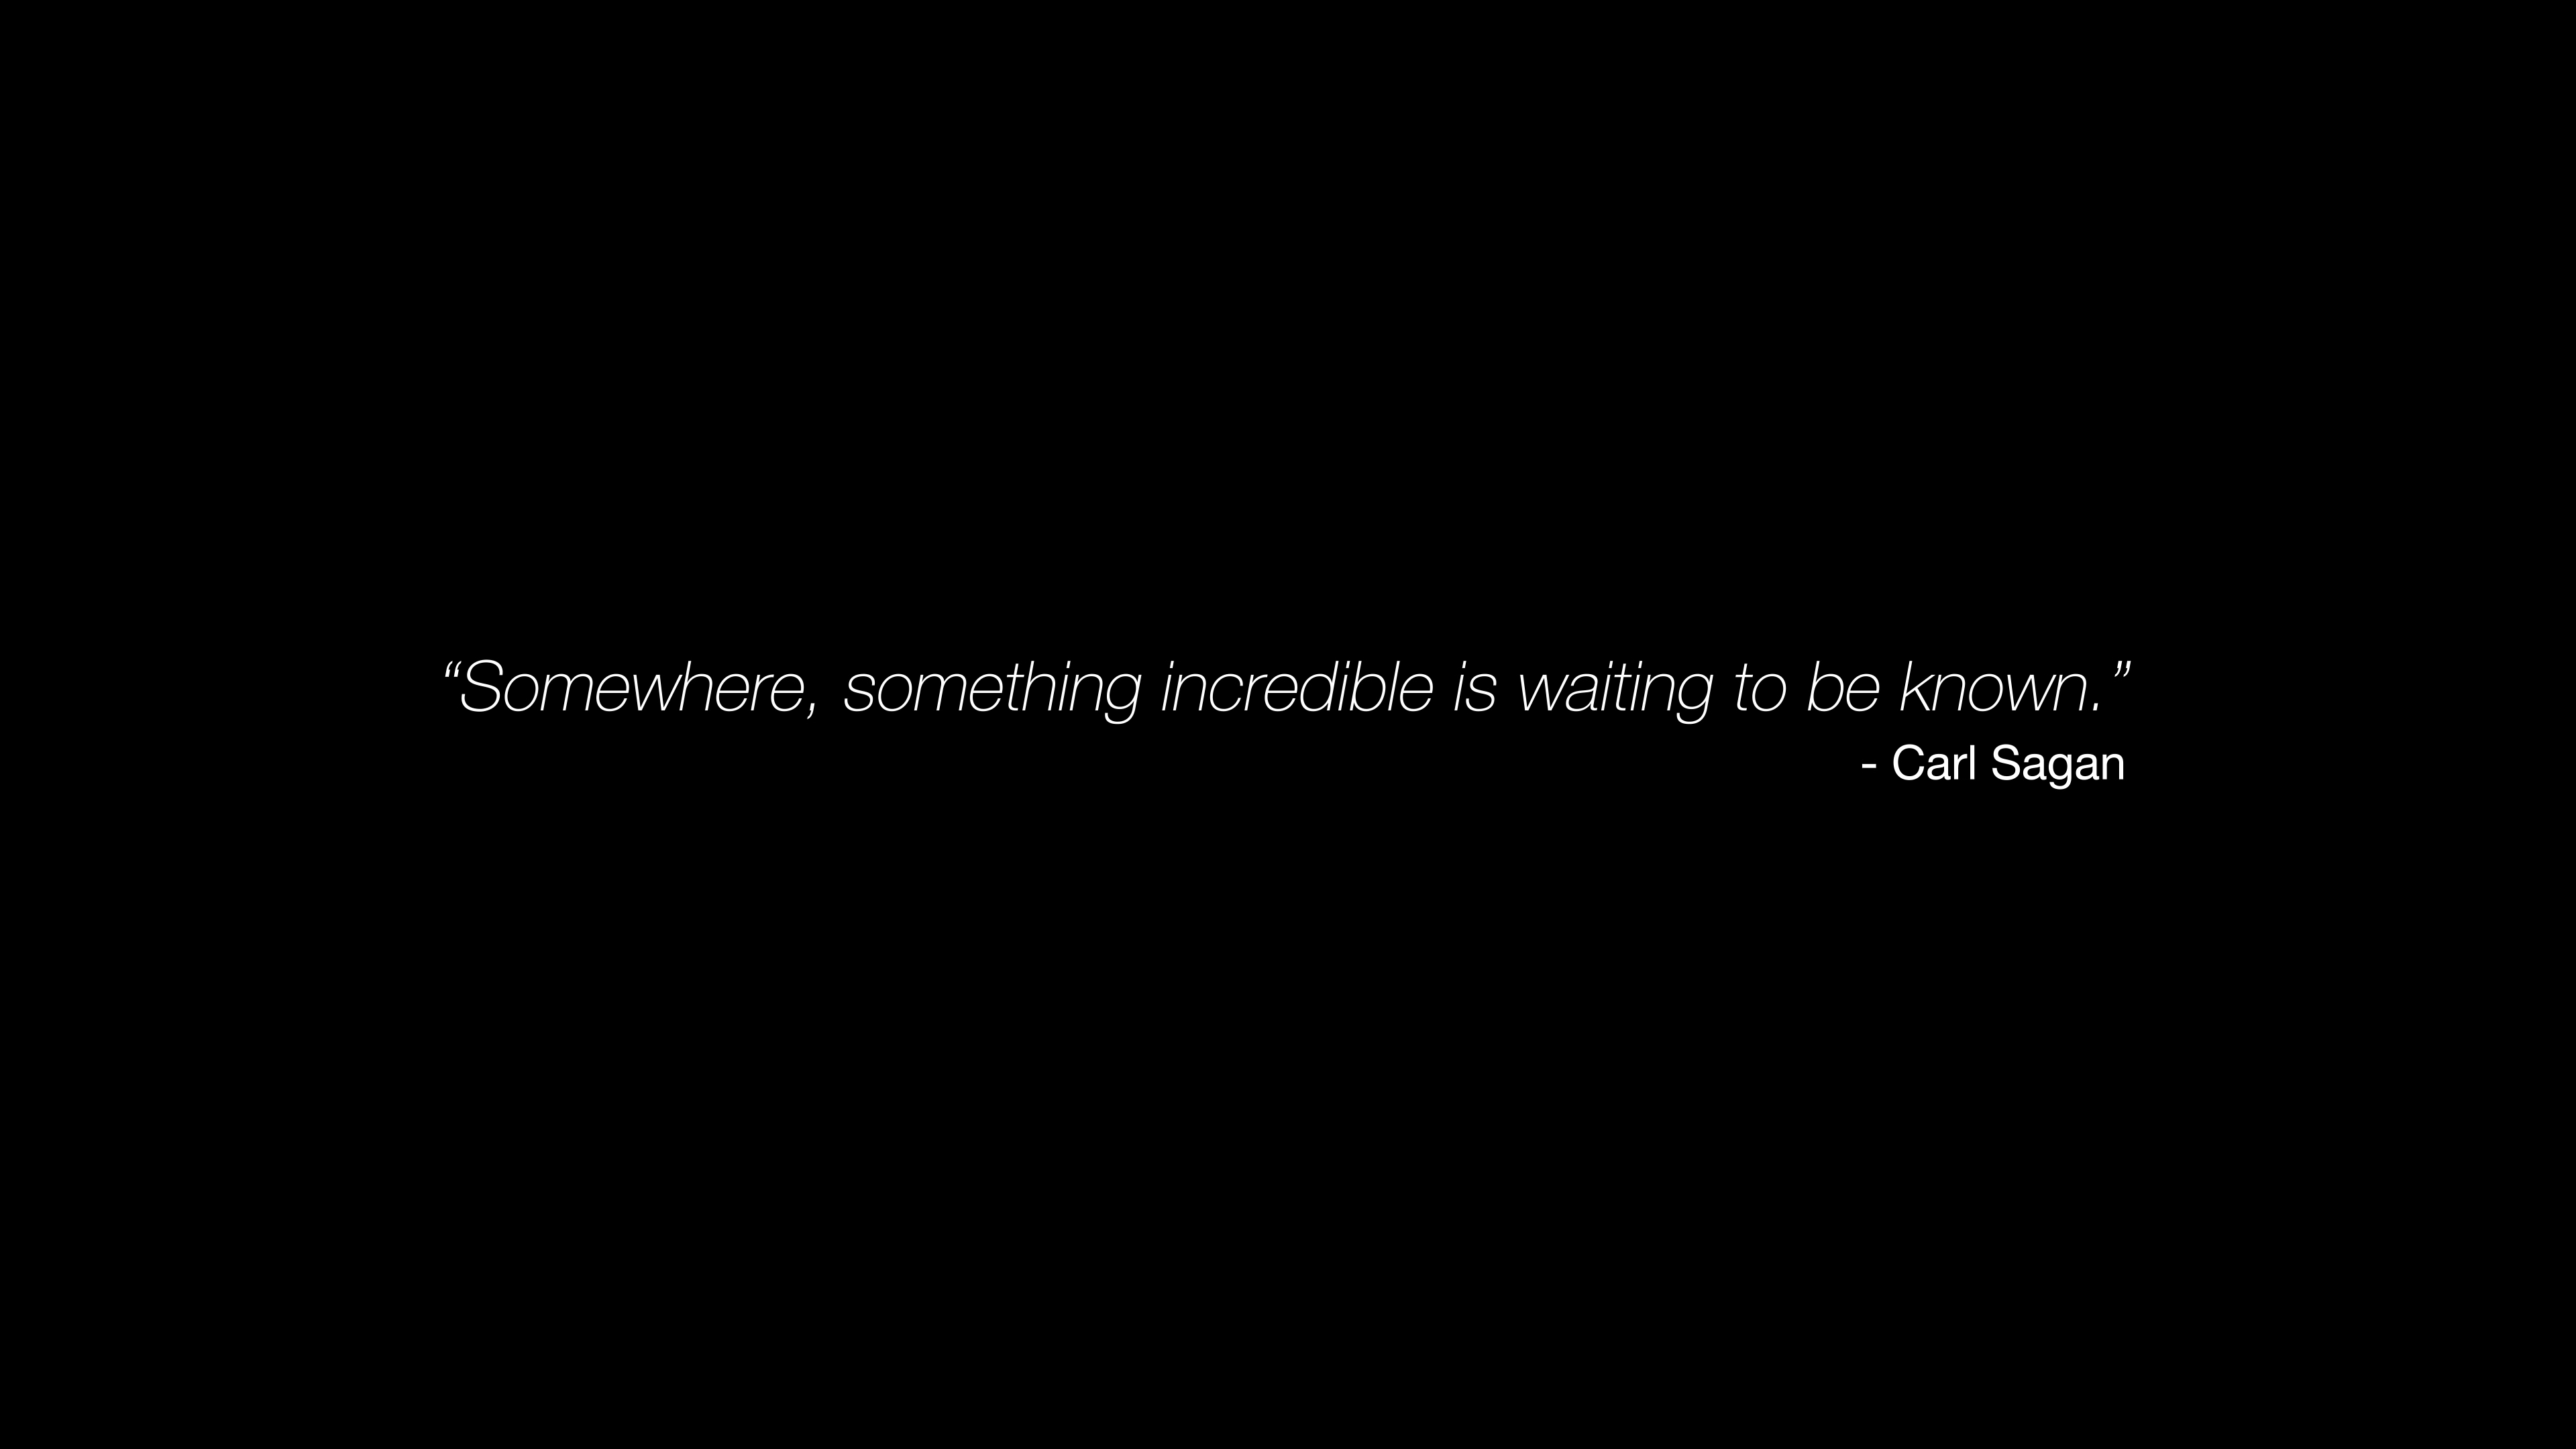 “Somewhere, something incredible is waiting to be known.”
- Carl Sagan